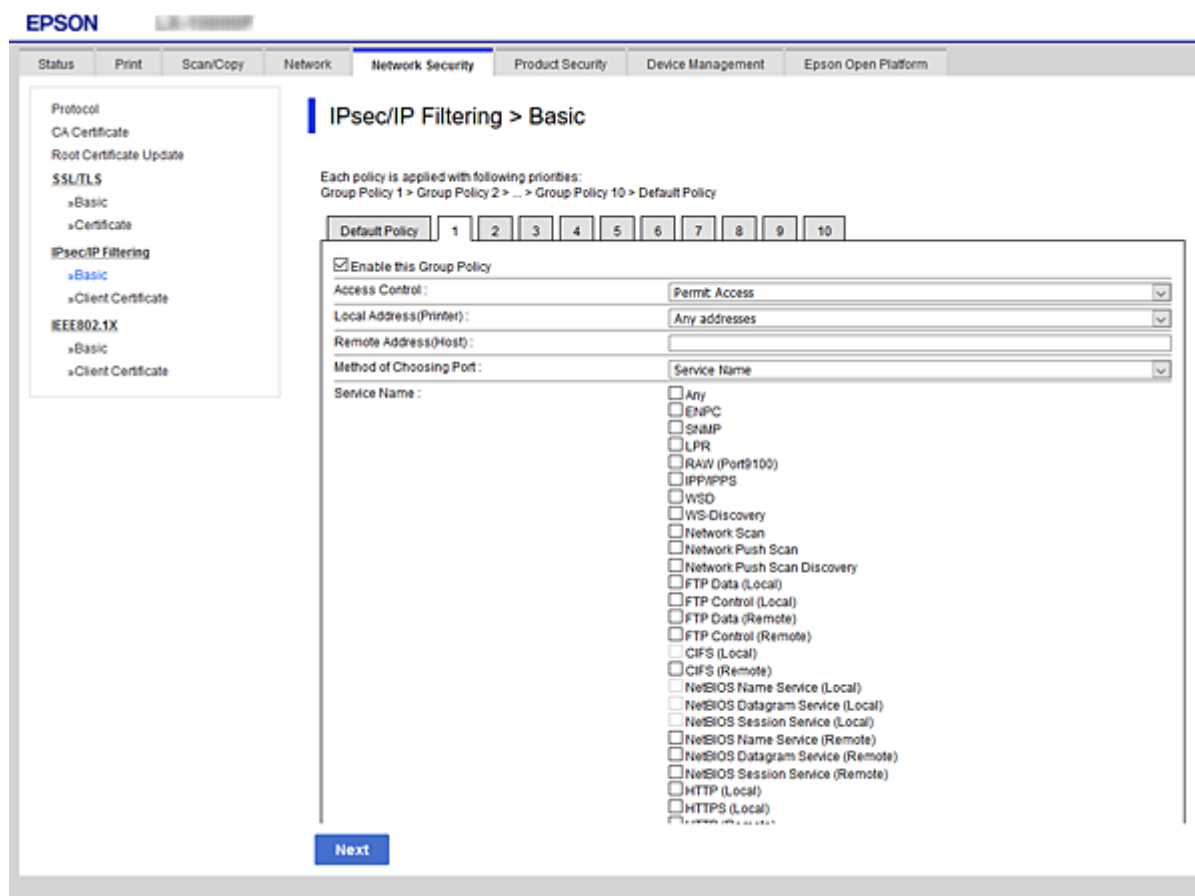 EPSON
Status Print Scan/Copy Network Network Security Product Security Device Management Epson Open Platform
Protocol
CA Certificate
Root Certificate Update
SSL/TLS
»Basic
»Certificate
IPsec/IP Filtering
»Basic
»Client Certificate
IEEE802.1X
»Basic
»Client Certificate
IPsec/IP Filtering > Basic
Each policy is applied with following priorities:
Group Policy 1 > Group Policy 2 > ... > Group Policy 10 > Default Policy
Default Policy 1 2 3 4 5 6 7 8 9 10
Enable this Group Policy
Access Control : Permit Access
Local Address(Printer) : Any addresses
Remote Address(Host) :
Method of Choosing Port : Service Name
Service Name : Any
ENPC
SNMP
LPR
RAW (Port9100)
IPP/IPPS
WSD
WS-Discovery
Network Scan
Network Push Scan
Network Push Scan Discovery
FTP Data (Local)
FTP Control (Local)
FTP Data (Remote)
FTP Control (Remote)
CIFS (Local)
CIFS (Remote)
NetBIOS Name Service (Local)
NetBIOS Datagram Service (Local)
NetBIOS Session Service (Local)
NetBIOS Name Service (Remote)
NetBIOS Datagram Service (Remote)
NetBIOS Session Service (Remote)
HTTP (Local)
HTTPS (Local)
Next